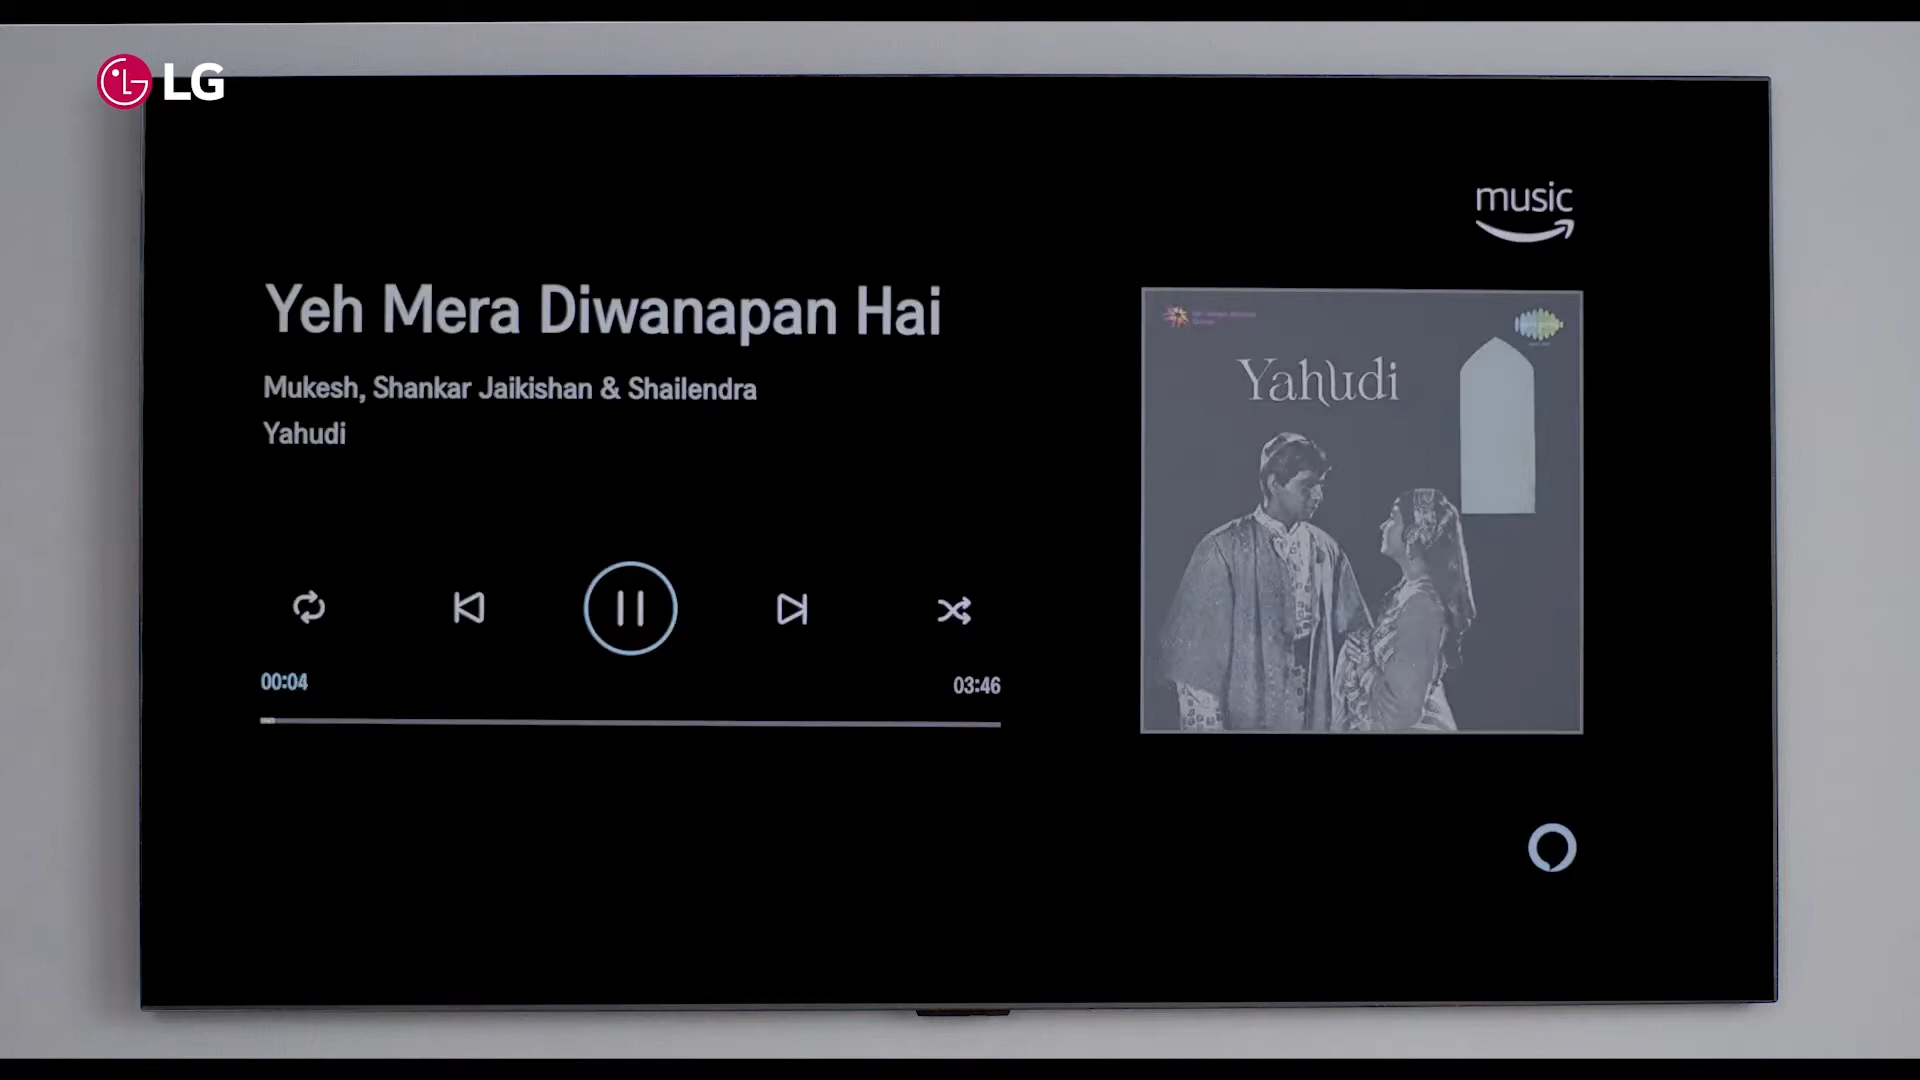 LG
music
Yeh Mera Diwanapan Hai
Mukesh, Shankar Jaikishan & Shailendra
Yahudi
00:04
03:46
Yahudi